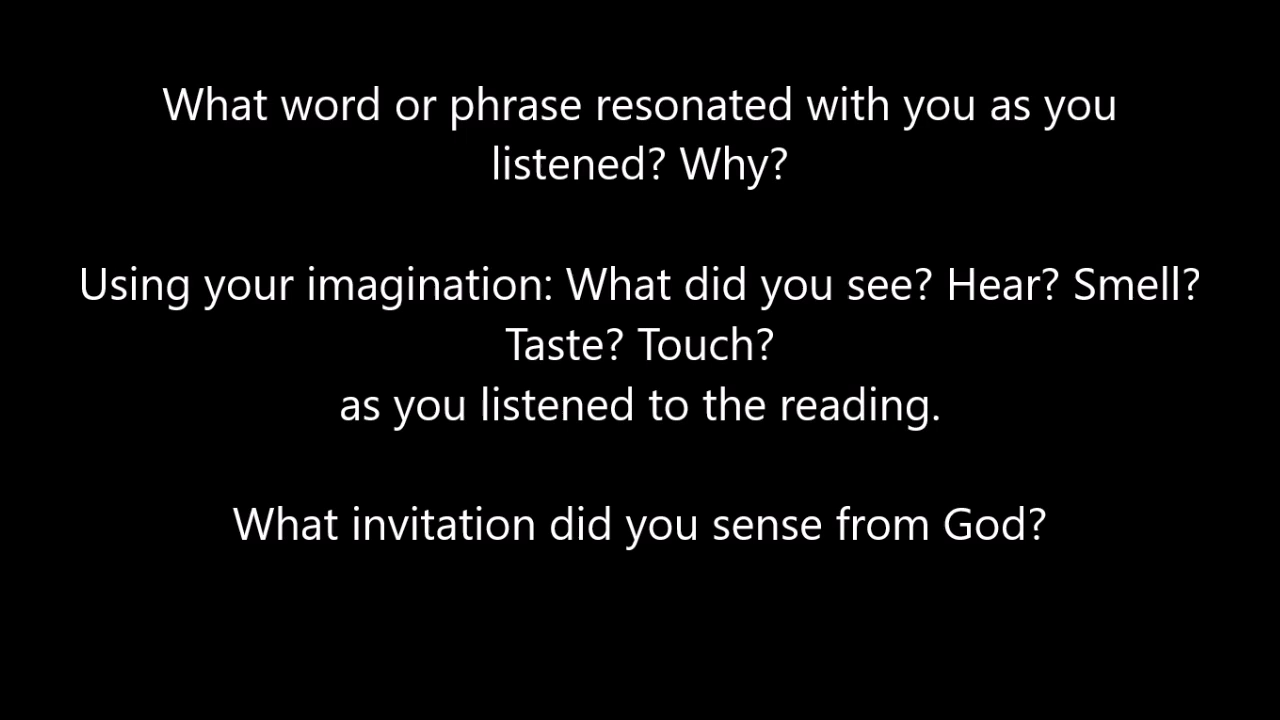 What word or phrase resonated with you as you
listened? Why?
Using your imagination: What did you see? Hear? Smell?
Taste? Touch?
as you listened to the reading.
What invitation did you sense from God?